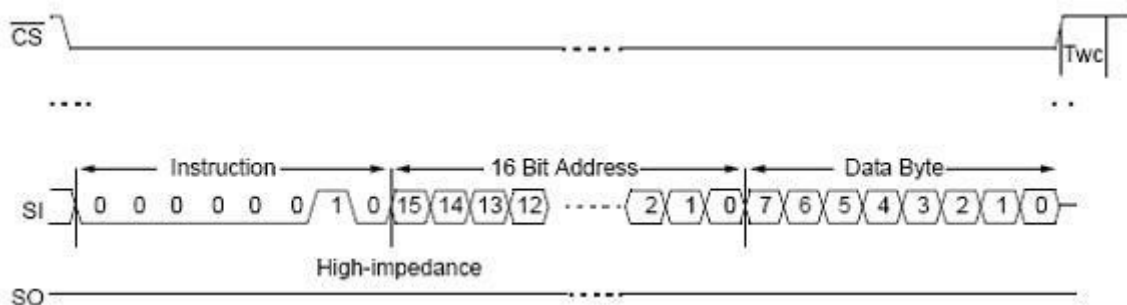 CS
Twc
Instruction 16 Bit Address Data Byte
SI 0 0 0 0 0 0 1 0 15 14 13 12 2 1 0 7 6 5 4 3 2 1 0
High-impedance
SO